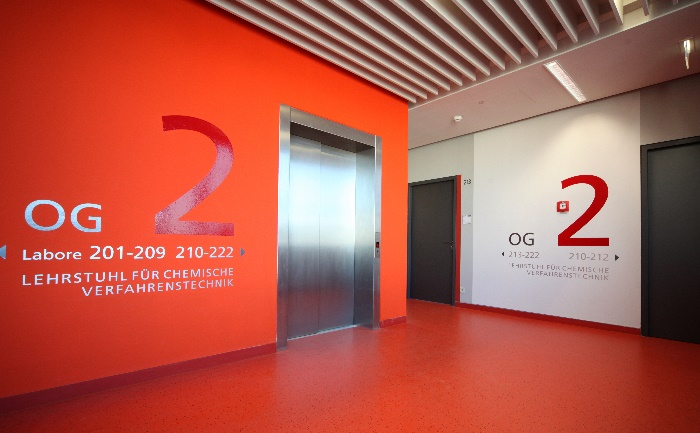 2
OG
Labore 201-209 210-222
LEHRSTUHL FÜR CHEMISCHE
VERFAHRENSTECHNIK
213
2
OG
213-222 210-212
LEHRSTUHL FÜR CHEMISCHE
VERFAHRENSTECHNIK